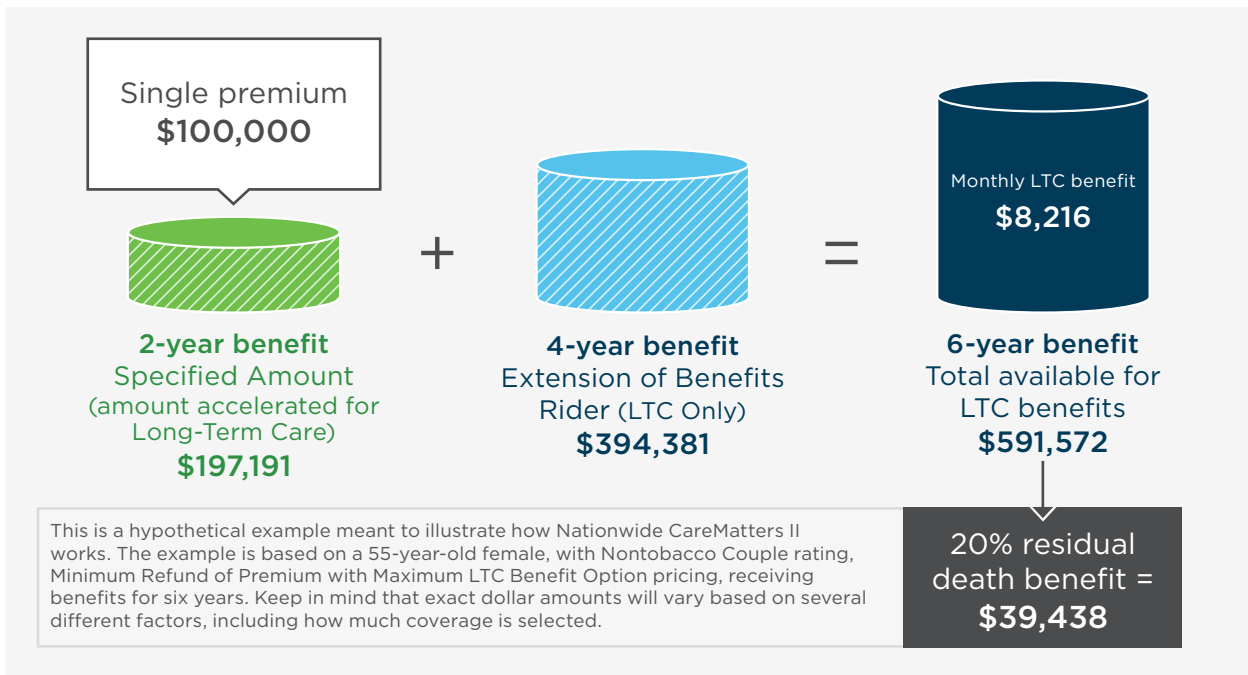 Single premium
$100,000
+
=
Monthly LTC benefit
$8,216
2-year benefit
Specified Amount
(amount accelerated for
Long-Term Care)
$197,191
4-year benefit
Extension of Benefits
Rider (LTC Only)
$394,381
6-year benefit
Total available for
LTC benefits
$591,572
This is a hypothetical example meant to illustrate how Nationwide CareMatters II
works. The example is based on a 55-year-old female, with Nontobacco Couple rating,
Minimum Refund of Premium with Maximum LTC Benefit Option pricing, receiving
benefits for six years. Keep in mind that exact dollar amounts will vary based on several
different factors, including how much coverage is selected.
20% residual
death benefit =
$39,438